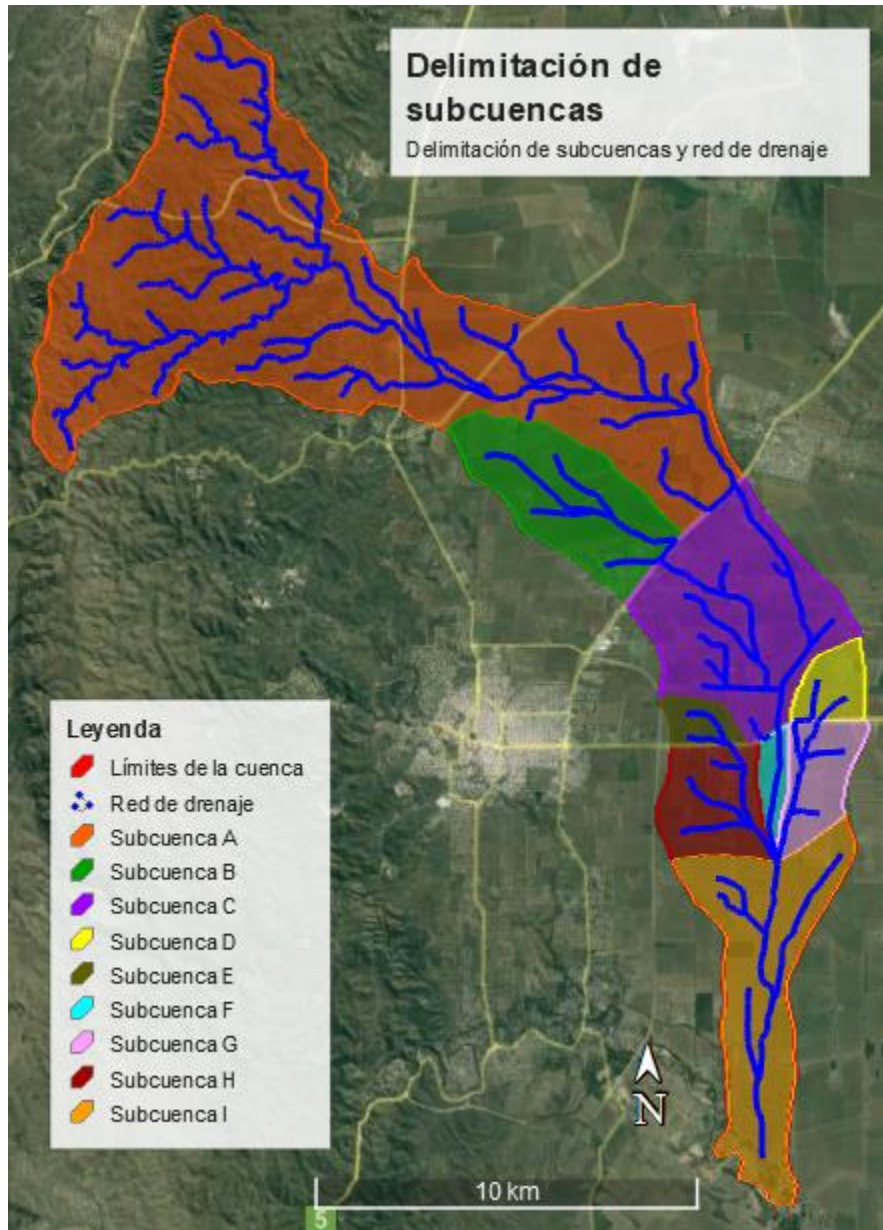 Delimitación de
subcuencas
Delimitación de subcuencas y red de drenaje
Leyenda
Límites de la cuenca
Red de drenaje
Subcuenca A
Subcuenca B
Subcuenca C
Subcuenca D
Subcuenca E
Subcuenca F
Subcuenca G
Subcuenca H
Subcuenca I
N
10 km
5